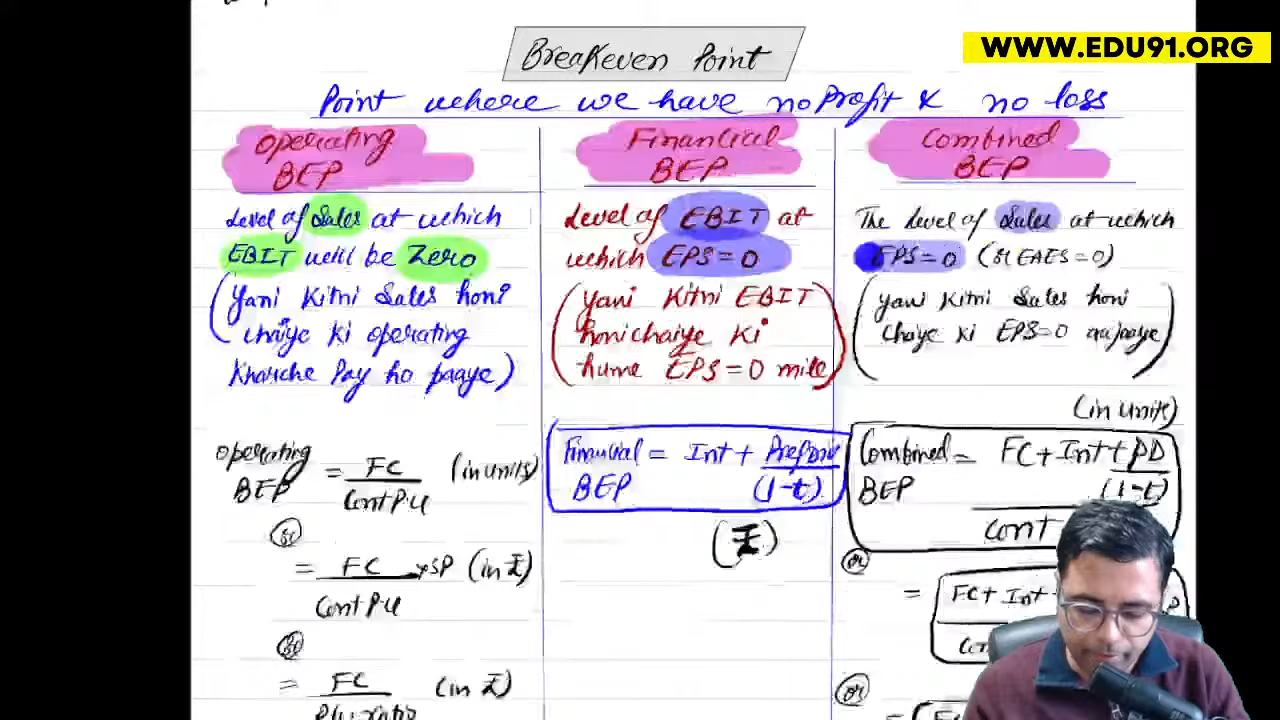 WWW.EDU91.ORG
Breakeven Point
Point where we have no Profit & no loss
Operating
BEP
Level of Sales at which
EBIT will be Zero
(Yani Kitni Sales honi
chaiye ki operating
Kharche Pay ho paaye)
Operating
BEP = FC / Cont P.U (in units)
Or
= FC / Cont P.U × SP (in ₹)
Or
= FC / P/V ratio (in ₹)
Financial
BEP
Level of EBIT at
which EPS = 0
(yani Kitni EBIT
honi chaiye Ki
hume EPS = 0 mile)
Financial = Int + Pref Div
BEP (1-t)
(₹)
Combined
BEP
The level of Sales at which
EPS = 0 (or EAES = 0)
(yani Kitni Sales honi
Chaye ki EPS=0 aajaaye)
(in units)
Combined = FC + Int + PD
BEP (1-t)
Cont
or
= FC + Int
or